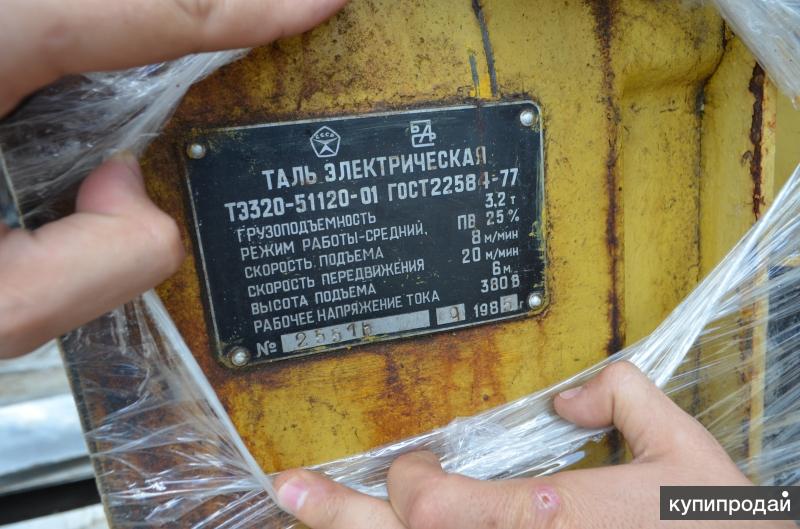 СССР
ТАЛЬ ЭЛЕКТРИЧЕСКАЯ
ТЭ320-51120-01 ГОСТ22584-77
ГРУЗОПОДЪЕМНОСТЬ 3,2 т
РЕЖИМ РАБОТЫ-СРЕДНИЙ, ПВ 25%
СКОРОСТЬ ПОДЪЕМА 8 м/мин
СКОРОСТЬ ПЕРЕДВИЖЕНИЯ 20 м/мин
ВЫСОТА ПОДЪЕМА 6 м
РАБОЧЕЕ НАПРЯЖЕНИЕ ТОКА 380 В
№ 25516 9 1985 г
купипродай